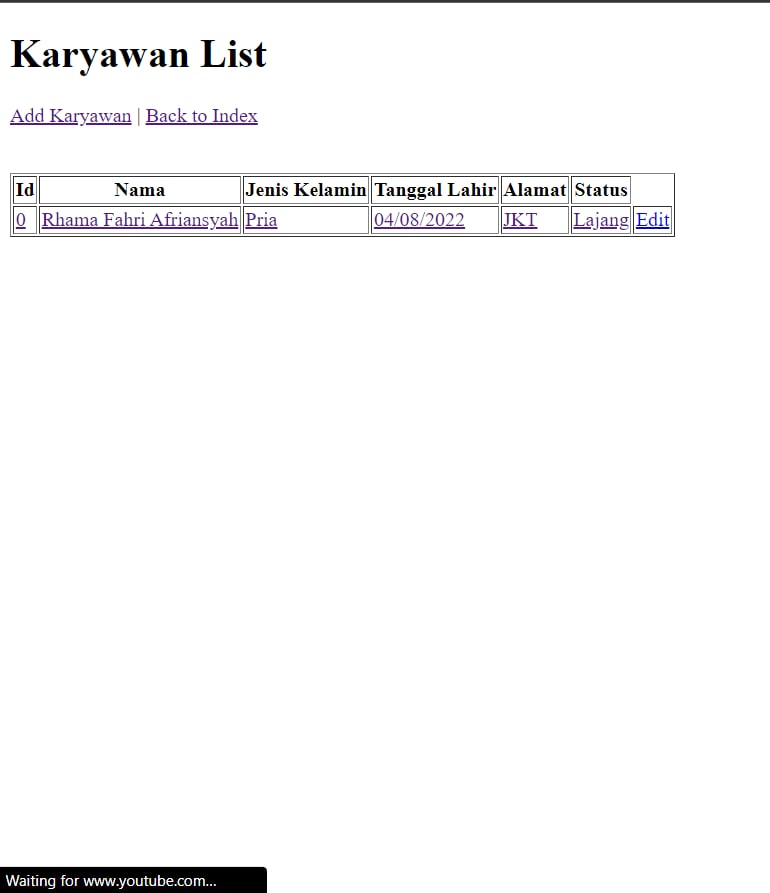 Karyawan List
Add Karyawan | Back to Index
Id Nama Jenis Kelamin Tanggal Lahir Alamat Status
0 Rhama Fahri Afriansyah Pria 04/08/2022 JKT Lajang Edit
Waiting for www.youtube.com...